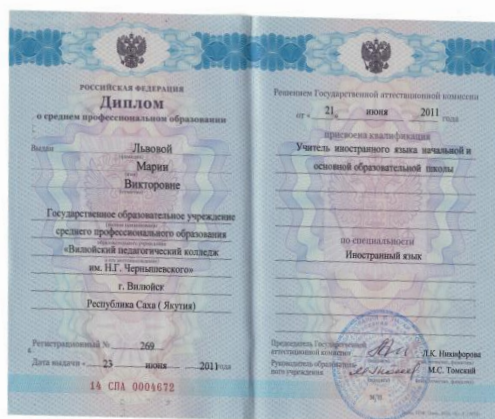 РОССИЙСКАЯ ФЕДЕРАЦИЯ
Диплом
о среднем профессиональном образовании
Выдан Львовой
Марии
Викторовне
Государственное образовательное учреждение
среднего профессионального образования
«Вилюйский педагогический колледж
им. Н.Г. Чернышевского»
г. Вилюйск
Республика Саха ( Якутия)
Регистрационный № 269
Дата выдачи « 23 июня 2011 года
14 СПА 0004672
Решением Государственной аттестационной комиссии
от « 21 » июня 2011 года
присвоена квалификация
Учитель иностранного языка начальной и
основной образовательной школы
по специальности
Иностранный язык
Председатель Государственной
аттестационной комиссии Л.К. Никифорова
Руководитель образовательного учреждения М.С. Томский
М.П.